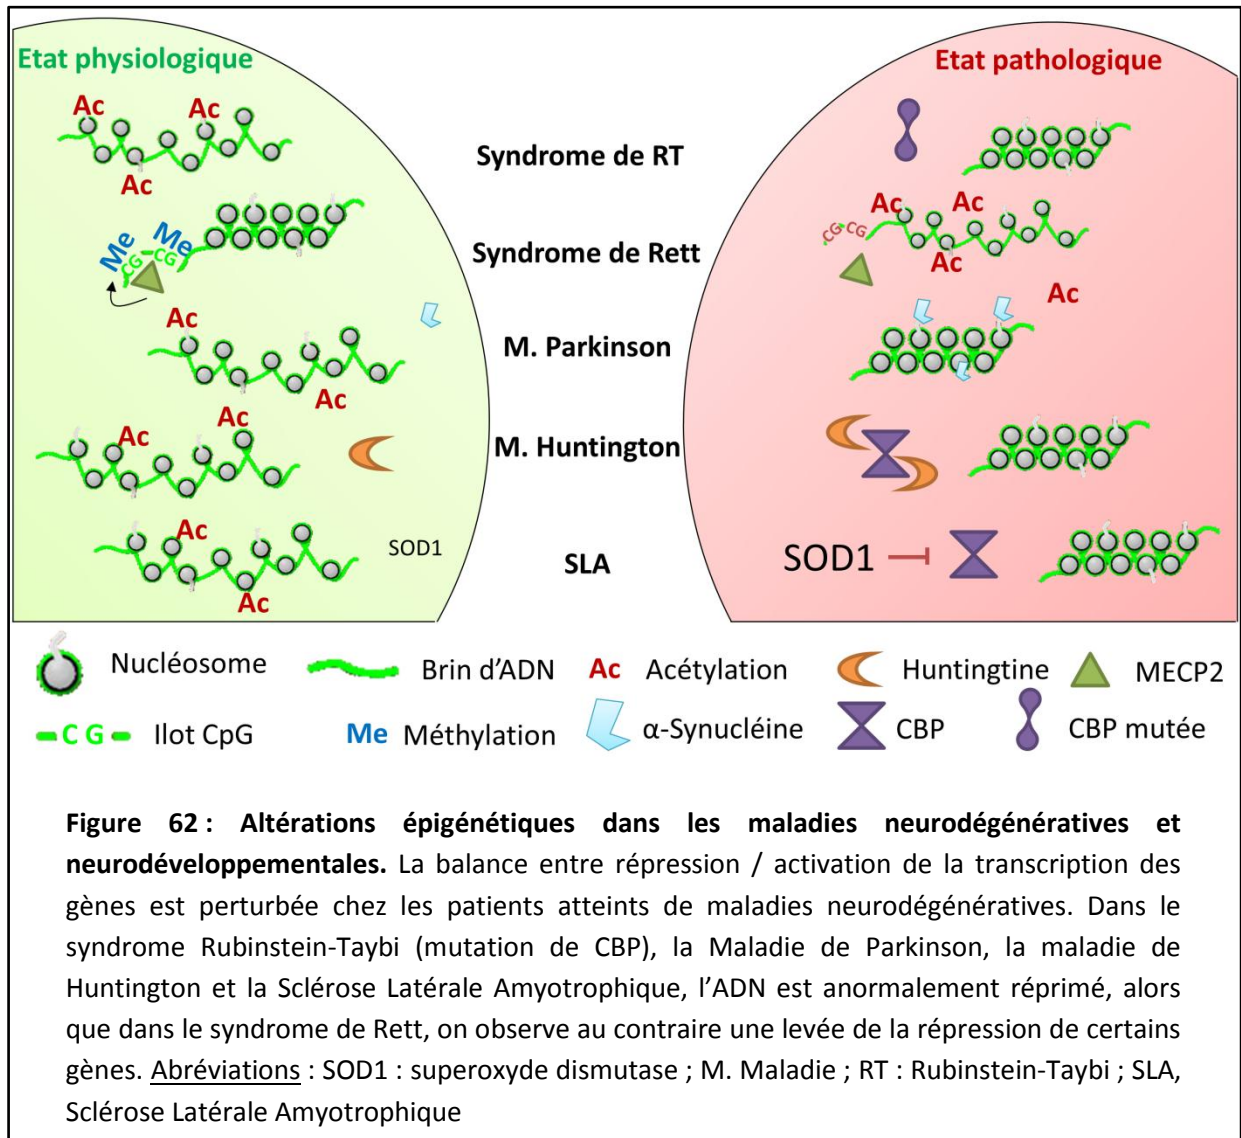 Etat physiologique
Etat pathologique
Ac
Ac
Ac
Syndrome de RT
Me
Me
CG
CG
Syndrome de Rett
Ac
Ac
Ac
CG
CG
Ac
Ac
M. Parkinson
Ac
Ac
Ac
M. Huntington
Ac
Ac
SOD1
SLA
SOD1
Nucléosome
Brin d'ADN
Ac Acétylation
Huntingtine
MECP2
C G Ilot CpG
Me Méthylation
α-Synucléine
CBP
CBP mutée
Figure 62 : Altérations épigénétiques dans les maladies neurodégénératives et
neurodéveloppementales. La balance entre répression / activation de la transcription des
gènes est perturbée chez les patients atteints de maladies neurodégénératives. Dans le
syndrome Rubinstein-Taybi (mutation de CBP), la Maladie de Parkinson, la maladie de
Huntington et la Sclérose Latérale Amyotrophique, l'ADN est anormalement réprimé, alors
que dans le syndrome de Rett, on observe au contraire une levée de la répression de certains
gènes. Abréviations : SOD1 : superoxyde dismutase ; M. Maladie ; RT : Rubinstein-Taybi ; SLA,
Sclérose Latérale Amyotrophique